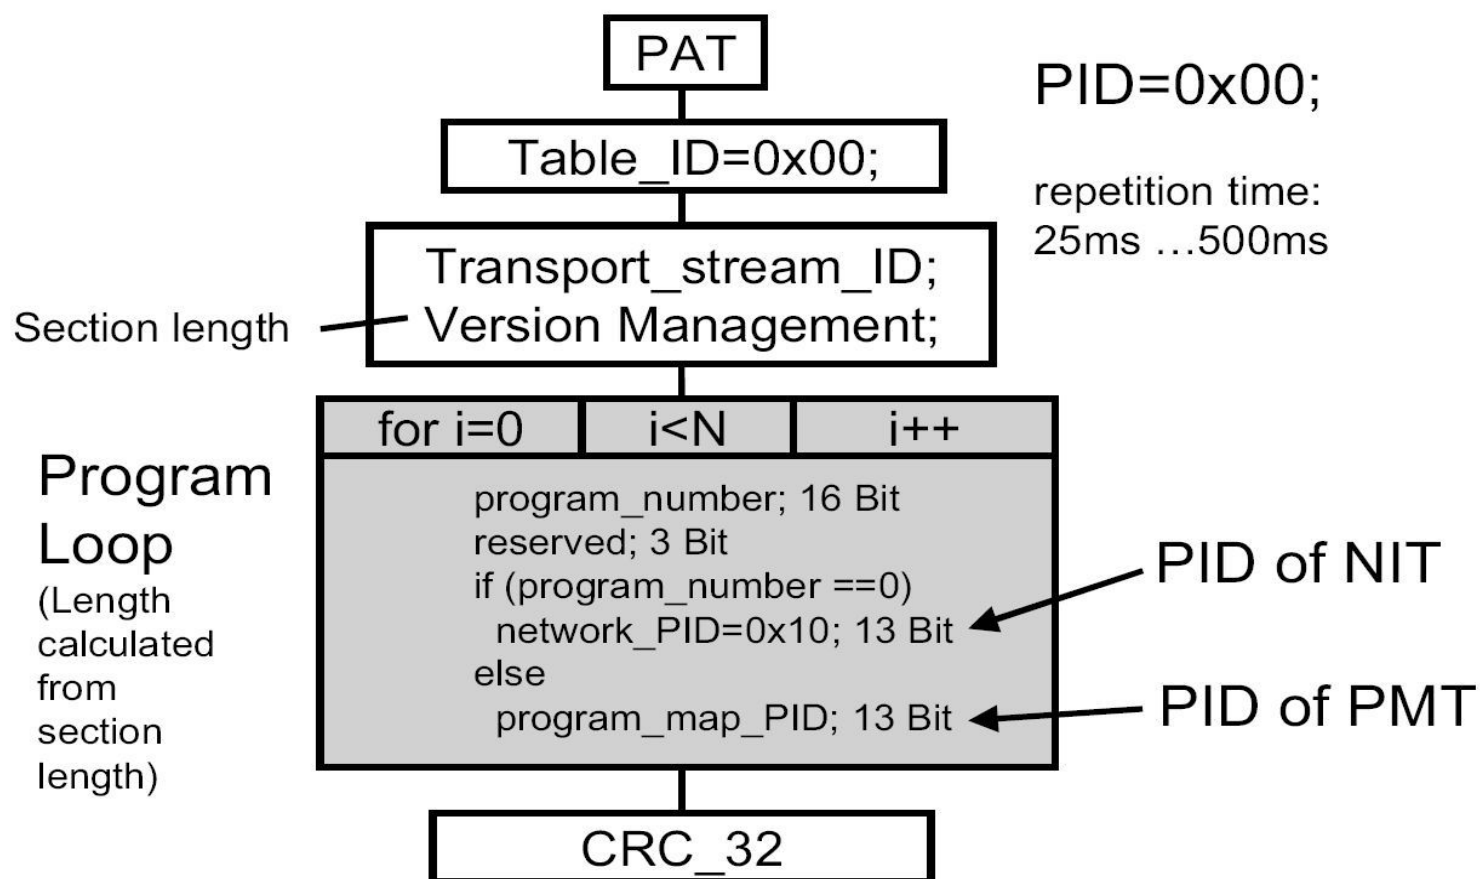 PAT
PID=0x00;
Table_ID=0x00;
repetition time:
25ms …500ms
Transport_stream_ID;
Section length
Version Management;
for i=0
i<N
i++
Program
Loop
(Length
calculated
from
section
length)
program_number; 16 Bit
reserved; 3 Bit
if (program_number ==0)
network_PID=0x10; 13 Bit
else
program_map_PID; 13 Bit
PID of NIT
PID of PMT
CRC_32